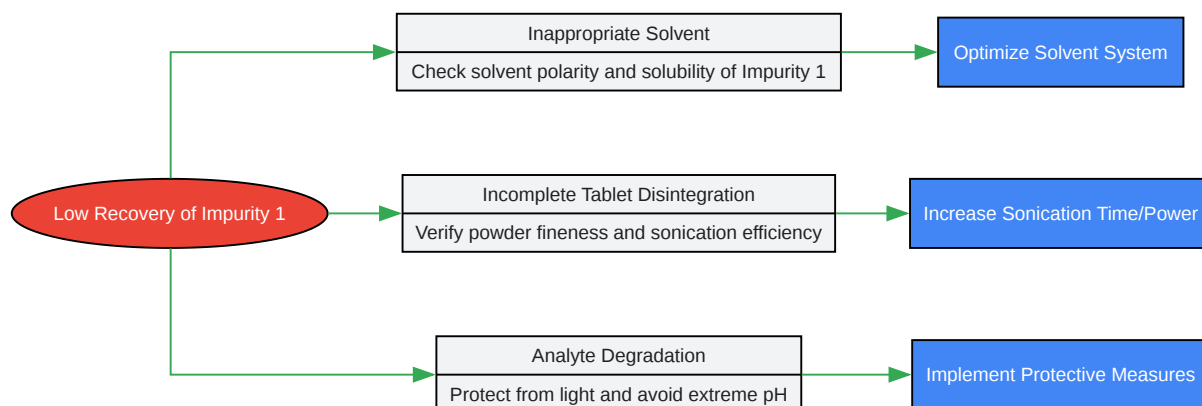 Inappropriate Solvent
Check solvent polarity and solubility of Impurity 1
Optimize Solvent System
Low Recovery of Impurity 1
Incomplete Tablet Disintegration
Verify powder fineness and sonication efficiency
Increase Sonication Time/Power
Analyte Degradation
Protect from light and avoid extreme pH
Implement Protective Measures